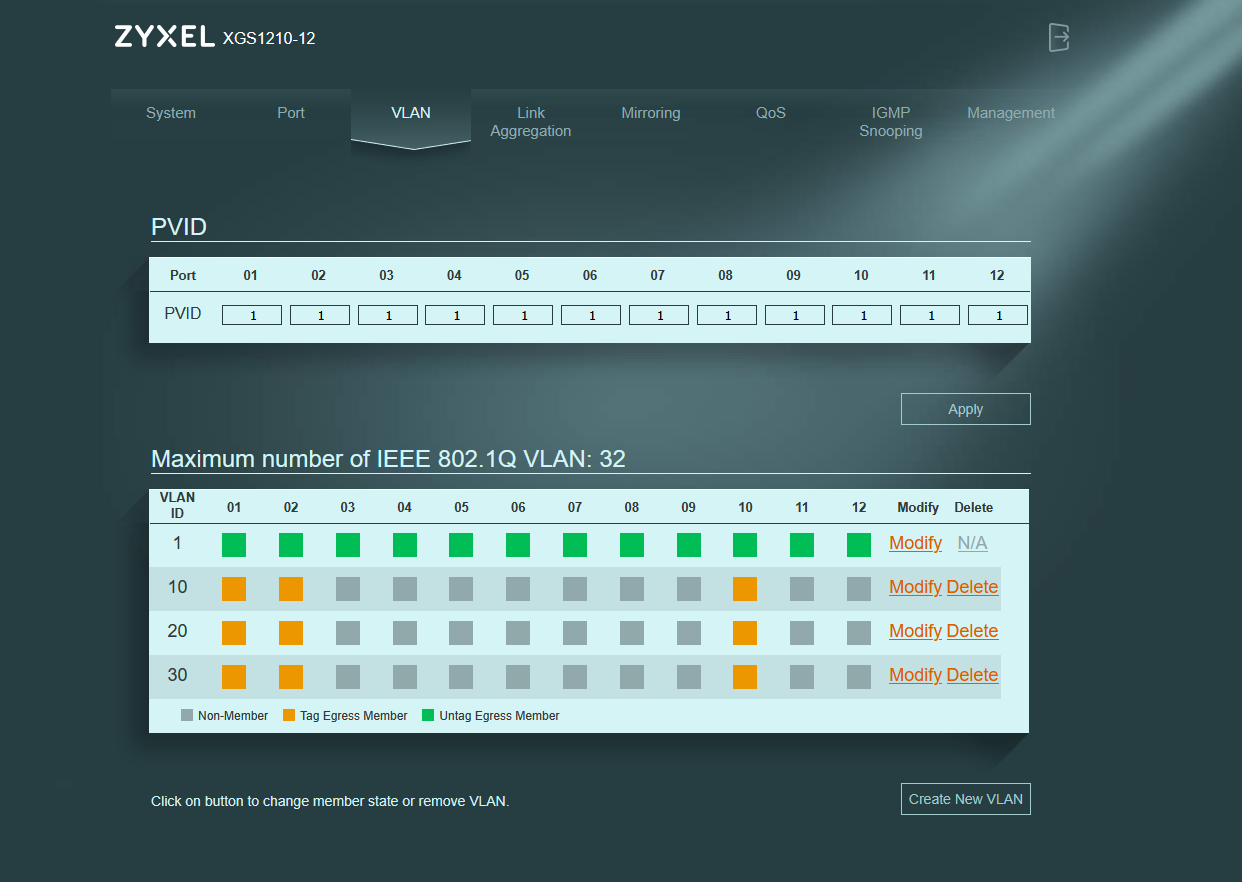 ZYXEL XGS1210-12
System Port VLAN Link Aggregation Mirroring QoS IGMP Snooping Management
PVID
Port 01 02 03 04 05 06 07 08 09 10 11 12
PVID 1 1 1 1 1 1 1 1 1 1 1 1
Apply
Maximum number of IEEE 802.1Q VLAN: 32
VLAN ID 01 02 03 04 05 06 07 08 09 10 11 12 Modify Delete
1 Modify N/A
10 Modify Delete
20 Modify Delete
30 Modify Delete
Non-Member Tag Egress Member Untag Egress Member
Click on button to change member state or remove VLAN. Create New VLAN